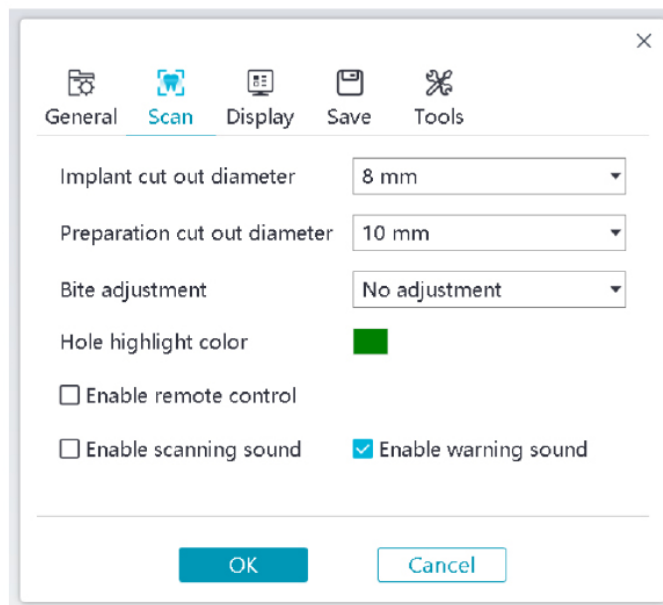 General Scan Display Save Tools
Implant cut out diameter 8 mm
Preparation cut out diameter 10 mm
Bite adjustment No adjustment
Hole highlight color
Enable remote control
Enable scanning sound Enable warning sound
OK Cancel